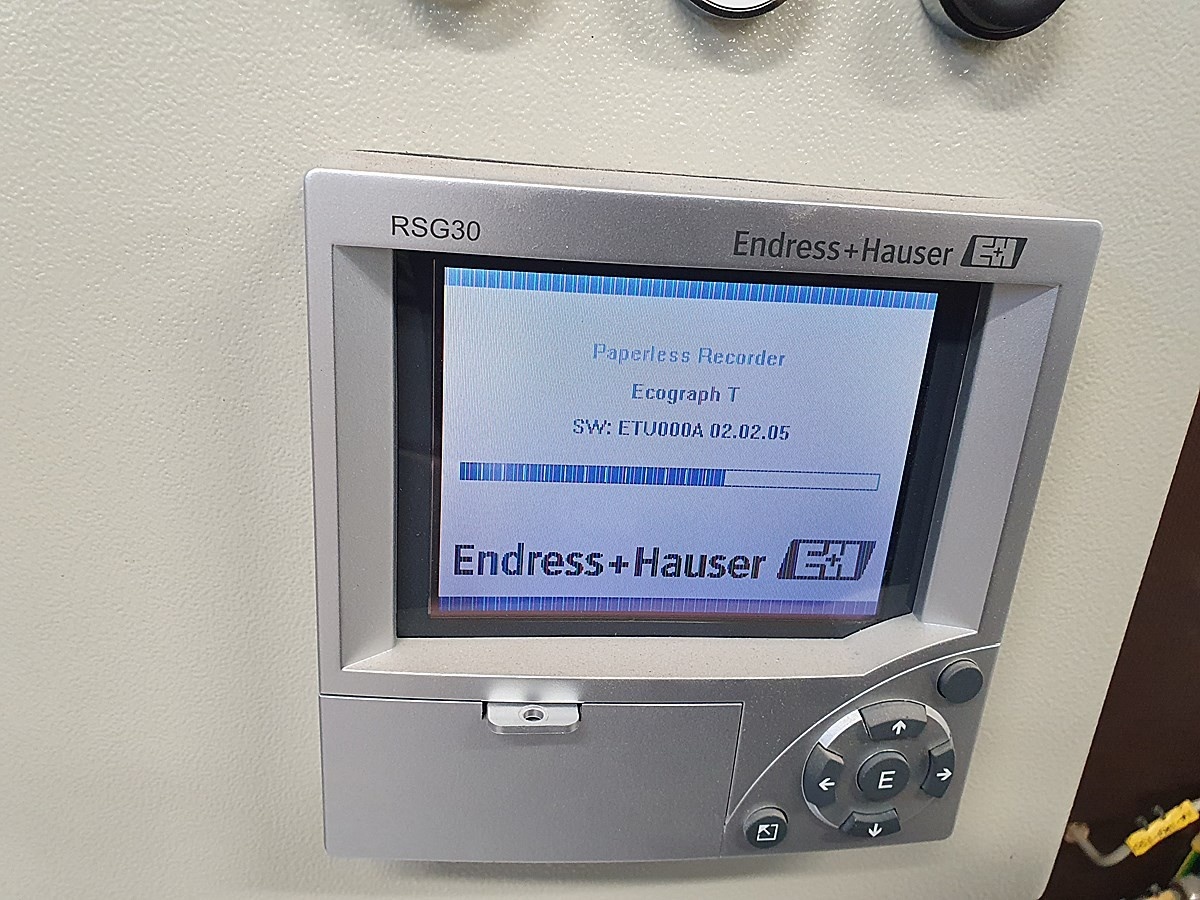 RSG30
Endress+Hauser
Paperless Recorder
Ecograph T
SW: ETU000A 02.02.05
Endress+Hauser
E